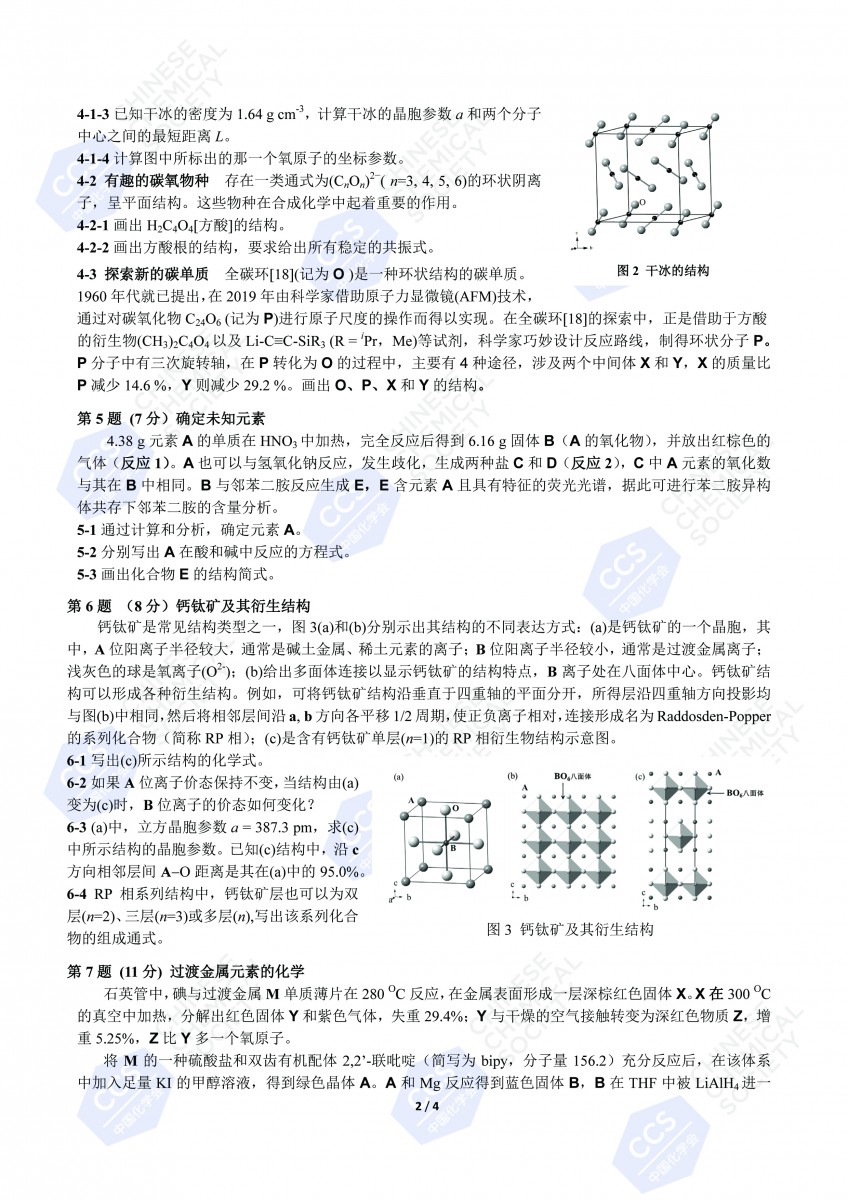 4-1-3 已知干冰的密度为 1.64 g cm-3，计算干冰的晶胞参数 a 和两个分子
中心之间的最短距离 L。
4-1-4 计算图中所标出的那一个氧原子的坐标参数。
4-2 有趣的碳氧物种 存在一类通式为(CnOn)2−( n=3, 4, 5, 6)的环状阴离
子，呈平面结构。这些物种在合成化学中起着重要的作用。
4-2-1 画出 H2C4O4[方酸]的结构。
4-2-2 画出方酸根的结构，要求给出所有稳定的共振式。
O
c
a
b
图 2 干冰的结构
4-3 探索新的碳单质 全碳环[18](记为 O )是一种环状结构的碳单质。
1960 年代就已提出，在 2019 年由科学家借助原子力显微镜(AFM)技术，
通过对碳氧化物 C24O6 (记为 P)进行原子尺度的操作而得以实现。在全碳环[18]的探索中，正是借助于方酸
的衍生物(CH3)2C4O4 以及 Li-C≡C-SiR3 (R = iPr，Me)等试剂，科学家巧妙设计反应路线，制得环状分子 P。
P 分子中有三次旋转轴，在 P 转化为 O 的过程中，主要有 4 种途径，涉及两个中间体 X 和 Y，X 的质量比
P 减少 14.6 %，Y 则减少 29.2 %。画出 O、P、X 和 Y 的结构。
第 5 题 (7 分）确定未知元素
4.38 g 元素 A 的单质在 HNO3 中加热，完全反应后得到 6.16 g 固体 B（A 的氧化物），并放出红棕色的
气体（反应 1）。A 也可以与氢氧化钠反应，发生歧化，生成两种盐 C 和 D（反应 2），C 中 A 元素的氧化数
与其在 B 中相同。B 与邻苯二胺反应生成 E，E 含元素 A 且具有特征的荧光光谱，据此可进行苯二胺异构
体共存下邻苯二胺的含量分析。
5-1 通过计算和分析，确定元素 A。
5-2 分别写出 A 在酸和碱中反应的方程式。
5-3 画出化合物 E 的结构简式。
第 6 题 （8 分）钙钛矿及其衍生结构
钙钛矿是常见结构类型之一，图 3(a)和(b)分别示出其结构的不同表达方式：(a)是钙钛矿的一个晶胞，其
中，A 位阳离子半径较大，通常是碱土金属、稀土元素的离子；B 位阳离子半径较小，通常是过渡金属离子；
浅灰色的球是氧离子(O2-)；(b)给出多面体连接以显示钙钛矿的结构特点，B 离子处在八面体中心。钙钛矿结
构可以形成各种衍生结构。例如，可将钙钛矿结构沿垂直于四重轴的平面分开，所得层沿四重轴方向投影均
与图(b)中相同，然后将相邻层间沿 a, b 方向各平移 1/2 周期，使正负离子相对，连接形成名为 Raddosden-Popper
的系列化合物（简称 RP 相）；(c)是含有钙钛矿单层(n=1)的 RP 相衍生物结构示意图。
6-1 写出(c)所示结构的化学式。
6-2 如果 A 位离子价态保持不变，当结构由(a)
变为(c)时，B 位离子的价态如何变化？
6-3 (a)中，立方晶胞参数 a = 387.3 pm，求(c)
中所示结构的晶胞参数。已知(c)结构中，沿 c
方向相邻层间 A–O 距离是其在(a)中的 95.0%。
6-4 RP 相系列结构中，钙钛矿层也可以为双
层(n=2)、三层(n=3)或多层(n),写出该系列化合
物的组成通式。
(a)
A
O
B
c
a
b
(b)
BO6八面体
A
c
b
(c)
A
BO6八面体
c
b
图 3 钙钛矿及其衍生结构
第 7 题 (11 分) 过渡金属元素的化学
石英管中，碘与过渡金属 M 单质薄片在 280 OC 反应，在金属表面形成一层深棕红色固体 X。X 在 300 OC
的真空中加热，分解出红色固体 Y 和紫色气体，失重 29.4%；Y 与干燥的空气接触转变为深红色物质 Z，增
重 5.25%，Z 比 Y 多一个氧原子。
将 M 的一种硫酸盐和双齿有机配体 2,2’-联吡啶（简写为 bipy，分子量 156.2）充分反应后，在该体系
中加入足量 KI 的甲醇溶液，得到绿色晶体 A。A 和 Mg 反应得到蓝色固体 B，B 在 THF 中被 LiAlH4 进一
2 / 4
CHINESE CHEMICAL SOCIETY
CCS
中国化学会